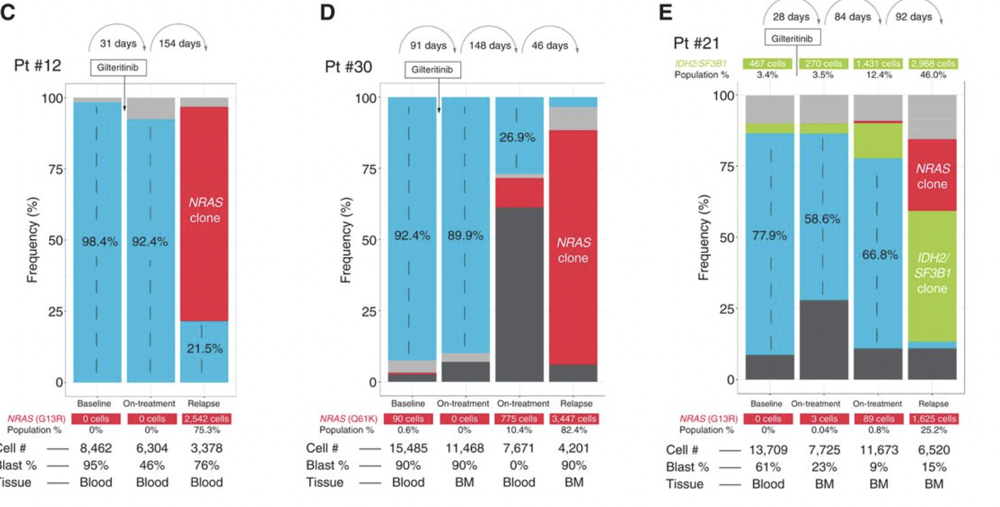 C
31 days 154 days
Gilteritinib
Pt #12
Frequency (%)
100
75
50
25
0
98.4% 92.4%
NRAS
clone
21.5%
Baseline On-treatment Relapse
NRAS (G13R) 0 cells 0 cells 2,542 cells
Population % 0% 0% 75.3%
Cell # 8,462 6,304 3,378
Blast % 95% 46% 76%
Tissue Blood Blood Blood
D
91 days 148 days 46 days
Gilteritinib
Pt #30
Frequency (%)
100
75
50
25
0
26.9%
92.4% 89.9%
NRAS
clone
Baseline On-treatment On-treatment Relapse
NRAS (Q61K) 90 cells 0 cells 775 cells 3,447 cells
Population % 0.6% 0% 10.4% 82.4%
Cell # 15,485 11,468 7,671 4,201
Blast % 90% 90% 0% 90%
Tissue Blood BM Blood BM
E
28 days 84 days 92 days
Gilteritinib
Pt #21
IDH2/SF3B1 467 cells 270 cells 1,431 cells 2,968 cells
Population % 3.4% 3.5% 12.4% 46.0%
Frequency (%)
100
75
50
25
0
NRAS
clone
77.9% 58.6% 66.8%
IDH2/
SF3B1
clone
Baseline On-treatment On-treatment Relapse
NRAS (G13R) 0 cells 3 cells 89 cells 1,625 cells
Population % 0% 0.04% 0.8% 25.2%
Cell # 13,709 7,725 11,673 6,520
Blast % 61% 23% 9% 15%
Tissue Blood BM BM BM